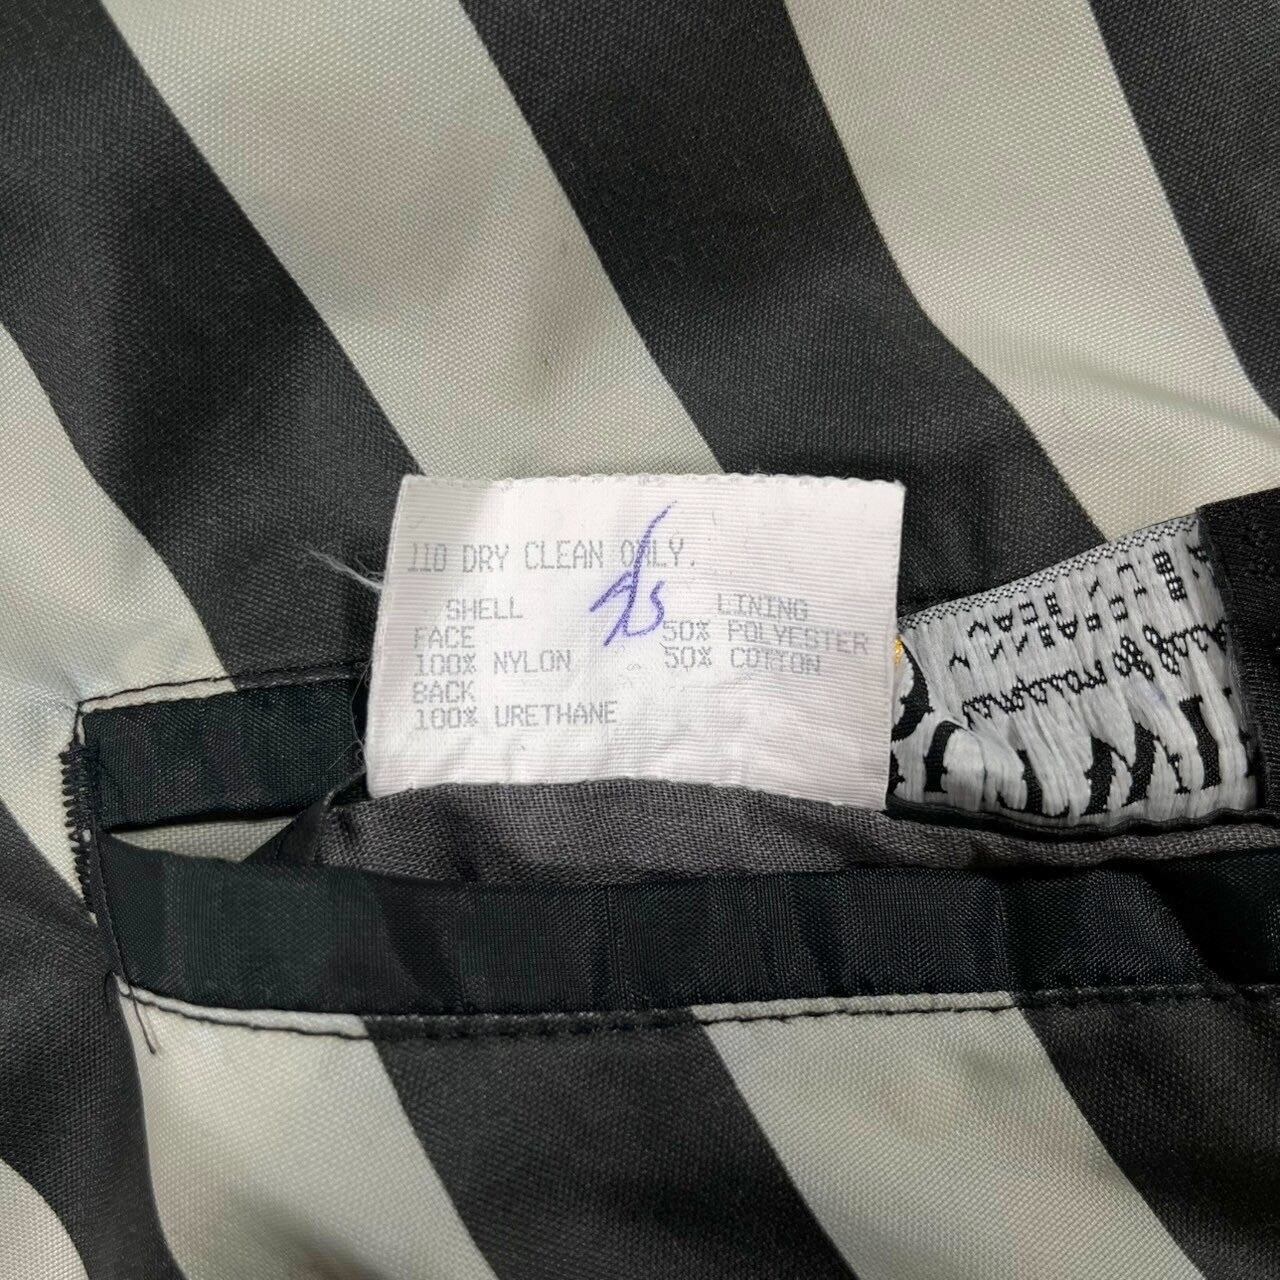 110 DRY CLEAN ONLY.
SHELL LINING
FACE 50% POLYESTER
100% NYLON 50% COTTON
BACK
100% URETHANE